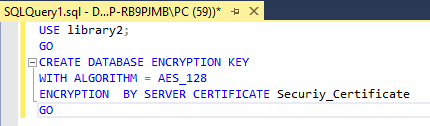 SQLQuery1.sql - D...P-RB9PJMB\PC (59))*
USE library2;
GO
CREATE DATABASE ENCRYPTION KEY
WITH ALGORITHM = AES_128
ENCRYPTION  BY SERVER CERTIFICATE Securiy_Certificate
GO